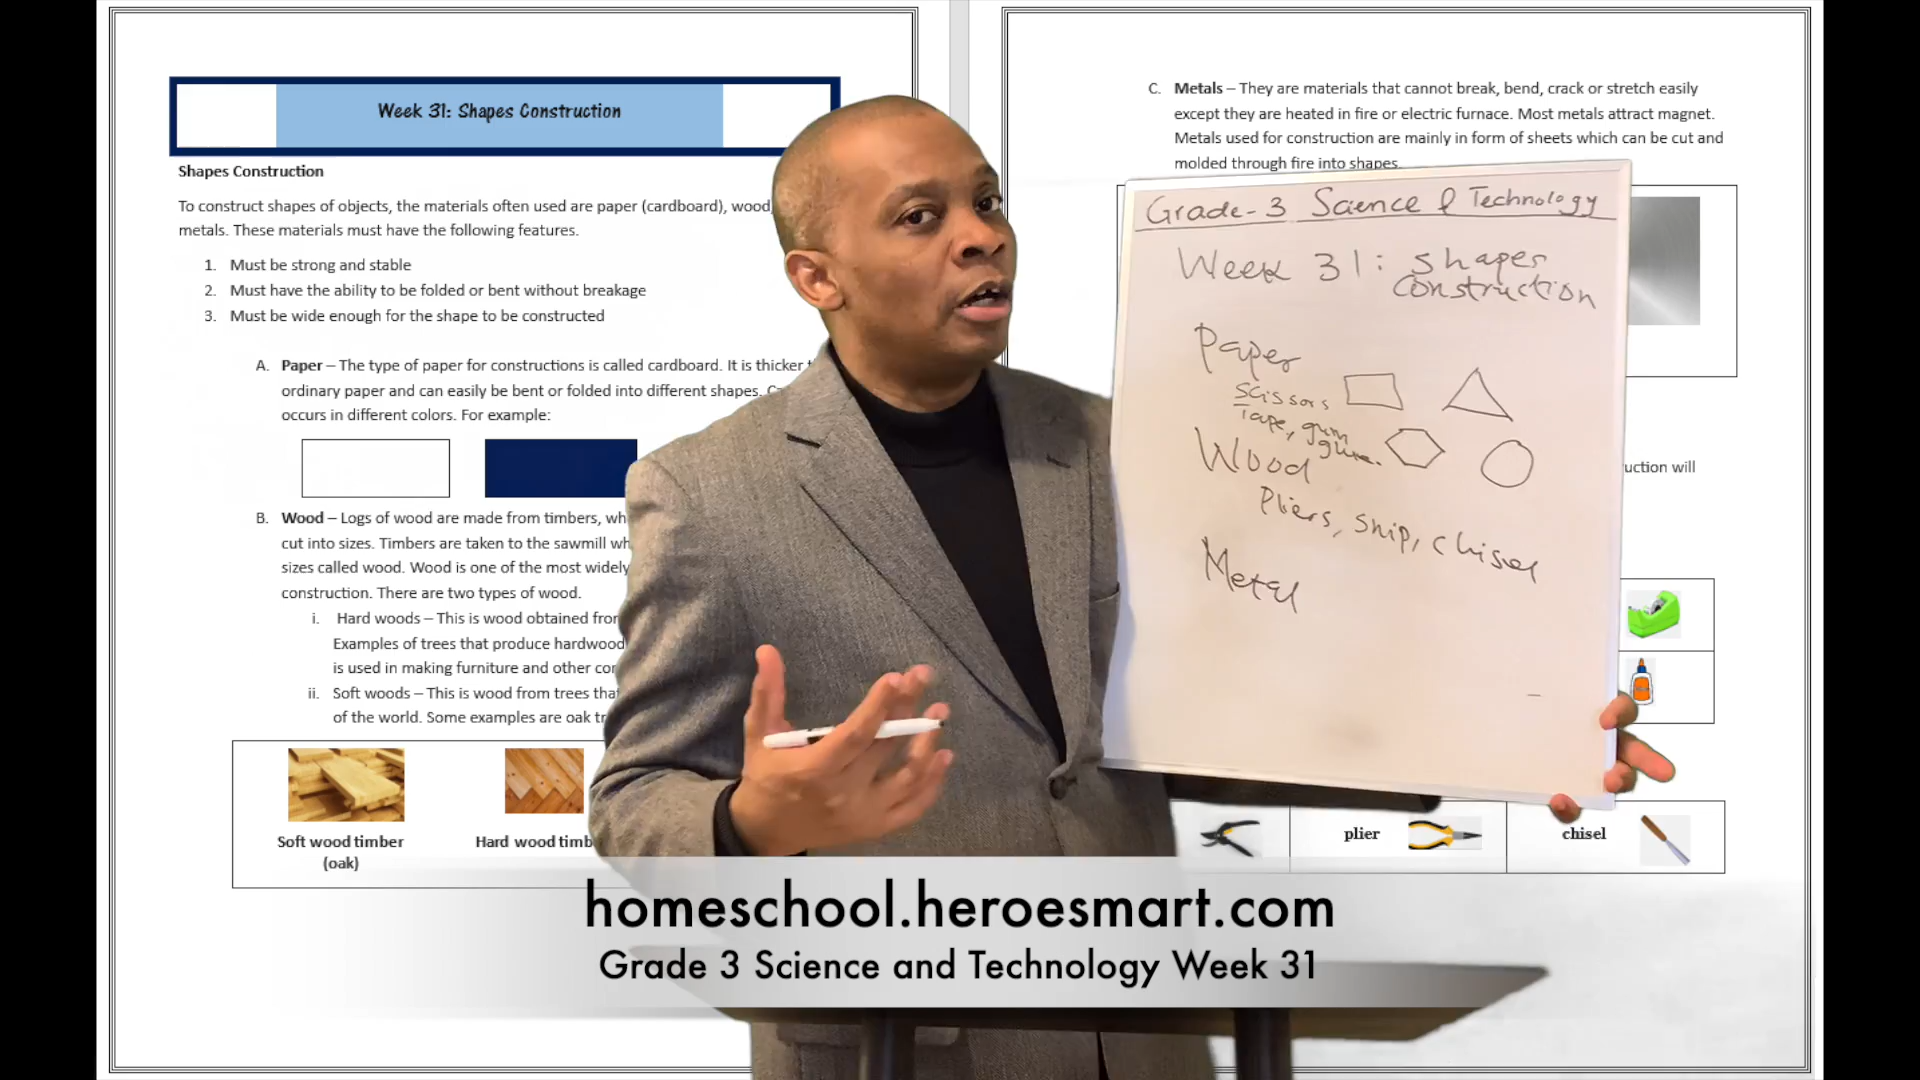 Week 31: Shapes Construction
Shapes Construction
To construct shapes of objects, the materials often used are paper (cardboard), wood,
metals. These materials must have the following features.
1. Must be strong and stable
2. Must have the ability to be folded or bent without breakage
3. Must be wide enough for the shape to be constructed
A. Paper – The type of paper for constructions is called cardboard. It is thicker
ordinary paper and can easily be bent or folded into different shapes.
occurs in different colors. For example:
B. Wood – Logs of wood are made from timbers,
cut into sizes. Timbers are taken to the sawmill
sizes called wood. Wood is one of the most widely
construction. There are two types of wood.
i. Hard woods – This is wood obtained
Examples of trees that produce hardwood
is used in making furniture and other
ii. Soft woods – This is wood from trees
of the world. Some examples are oak
Soft wood timber
(oak)
Hard wood
C. Metals – They are materials that cannot break, bend, crack or stretch easily
except they are heated in fire or electric furnace. Most metals attract magnet.
Metals used for construction are mainly in form of sheets which can be cut and
molded through fire into shapes.
will
plier
chisel
Grade-3 Science & Technology
Week 31: shapes
construction
Paper
scissors
Tape, gum
glue.
Wood
Pliers, snip, chisel
Metal
homeschool.heroesmart.com
Grade 3 Science and Technology Week 31